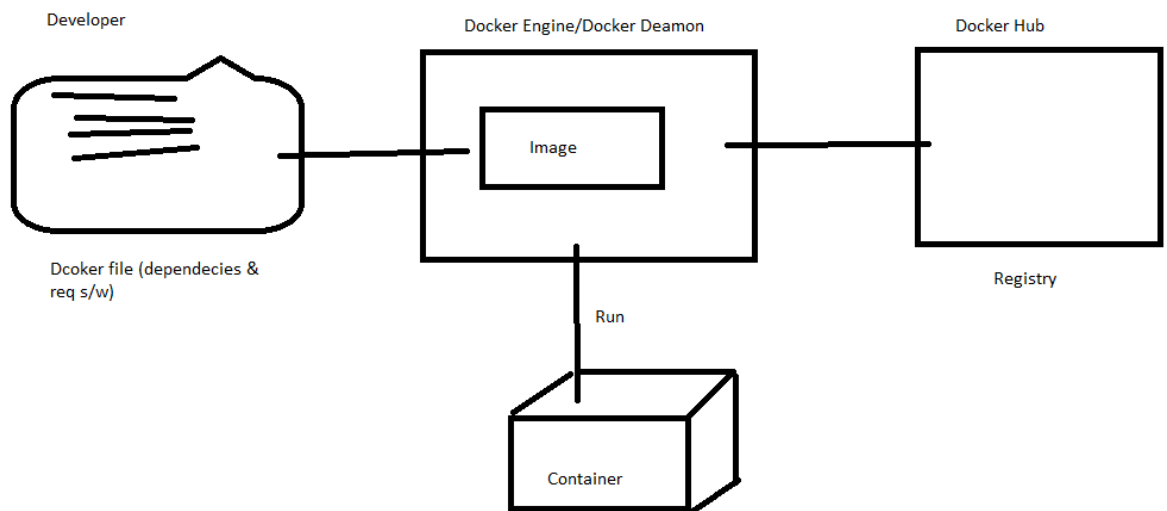 Developer
Docker Engine/Docker Deamon
Docker Hub
Image
Dcoker file (dependecies &
req s/w)
Registry
Run
Container